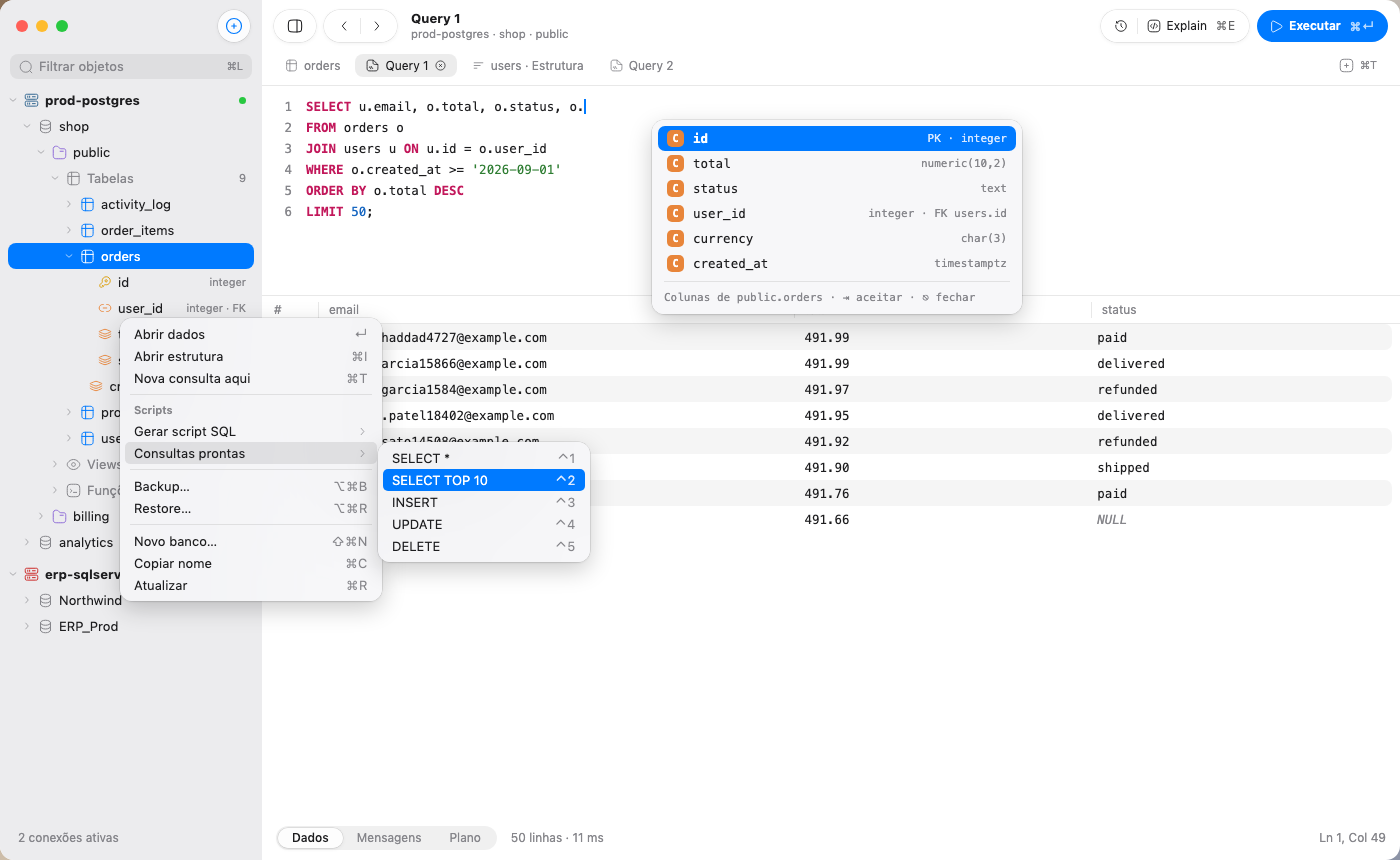 Query 1
prod-postgres · shop · public
Explain ⌘E
Executar ⌘↵
Filtrar objetos ⌘L
orders
Query 1
users · Estrutura
Query 2
⌘T
prod-postgres
shop
public
Tabelas 9
activity_log
order_items
orders
id integer
user_id integer · FK
billing
analytics
Northwind
ERP_Prod
2 conexões ativas
1 SELECT u.email, o.total, o.status, o.
2 FROM orders o
3 JOIN users u ON u.id = o.user_id
4 WHERE o.created_at >= '2026-09-01'
5 ORDER BY o.total DESC
6 LIMIT 50;
C id PK · integer
C total numeric(10,2)
C status text
C user_id integer · FK users.id
C currency char(3)
C created_at timestamptz
Colunas de public.orders · ⇥ aceitar · ⎋ fechar
Abrir dados ↵
Abrir estrutura ⌘I
Nova consulta aqui ⌘T
Scripts
Gerar script SQL
Consultas prontas
Backup... ⌥⌘B
Restore... ⌥⌘R
Novo banco... ⇧⌘N
Copiar nome ⌘C
Atualizar ⌘R
SELECT * ^1
SELECT TOP 10 ^2
INSERT ^3
UPDATE ^4
DELETE ^5
Views
erp-sqlserv
# email status
haddad4727@example.com 491.99 paid
arcia15866@example.com 491.99 delivered
garcia1584@example.com 491.97 refunded
.patel18402@example.com 491.95 delivered
491.92 refunded
491.90 shipped
491.76 paid
491.66 NULL
Dados Mensagens Plano 50 linhas · 11 ms
Ln 1, Col 49